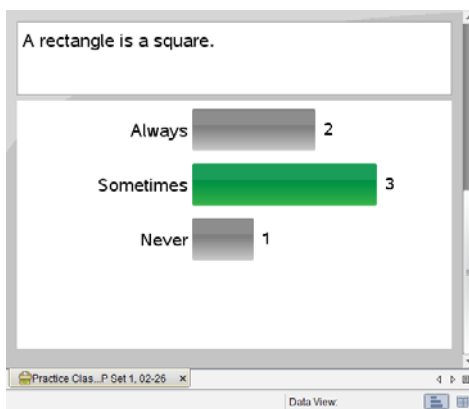 A rectangle is a square.
Always 2
Sometimes 3
Never 1
Practice Clas...P Set 1, 02-26 ×
Data View: